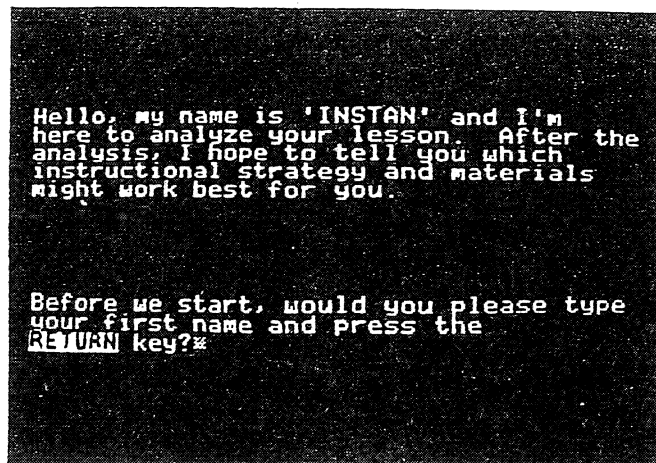 Hello, my name is 'INSTAN' and I'm
here to analyze your lesson.  After the
analysis, I hope to tell you which
instructional strategy and materials
might work best for you.
Before we start, would you please type
your first name and press the
RETURN key?